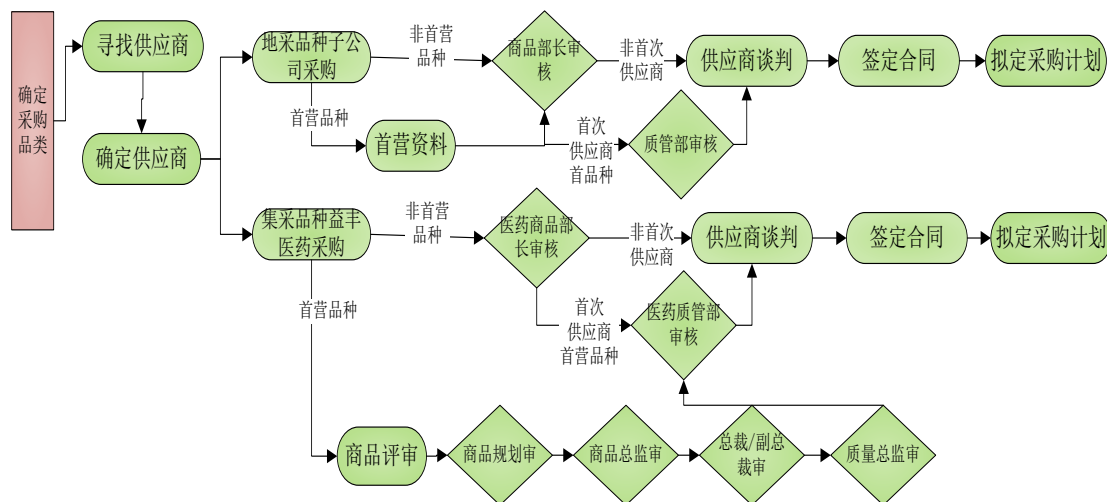 确定
采购
品类
寻找供应商
确定供应商
地采品种子公
司采购
非首营
品种
商品部长审
核
非首次
供应商
供应商谈判
签定合同
拟定采购计划
首营品种
首营资料
首次
供应商
首品种
质管部审核
集采品种益丰
医药采购
非首营
品种
医药商品部
长审核
非首次
供应商
供应商谈判
签定合同
拟定采购计划
首营品种
首次
供应商
首营品种
医药质管部
审核
商品评审
商品规划审
商品总监审
总裁/副总
裁审
质量总监审